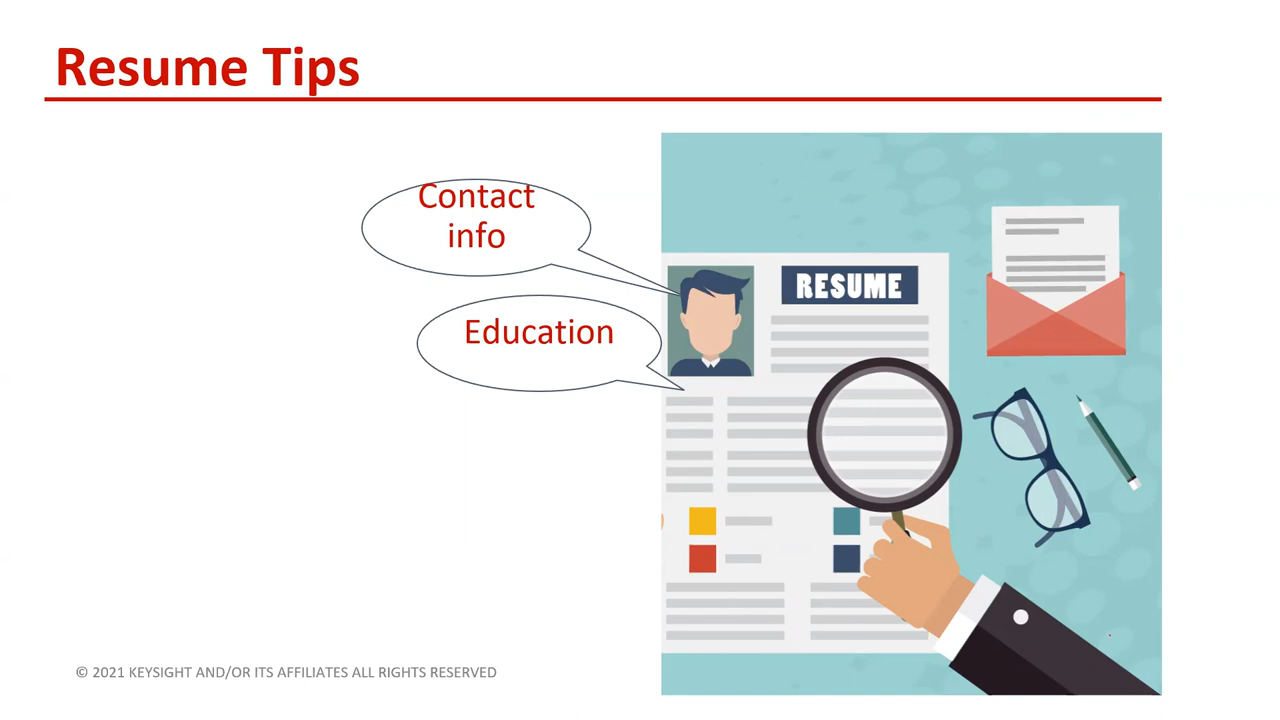 Resume Tips
Contact
info
RESUME
Education
© 2021 KEYSIGHT AND/OR ITS AFFILIATES ALL RIGHTS RESERVED